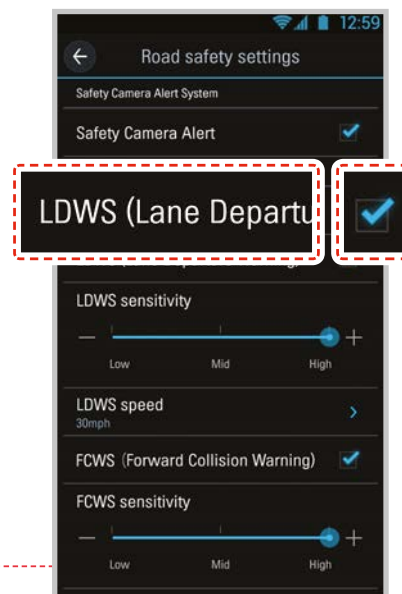 12:59
Road safety settings
Safety Camera Alert System
Safety Camera Alert
LDWS (Lane Departu
LDWS sensitivity
Low Mid High
LDWS speed
30mph
FCWS (Forward Collision Warning)
FCWS sensitivity
Low Mid High